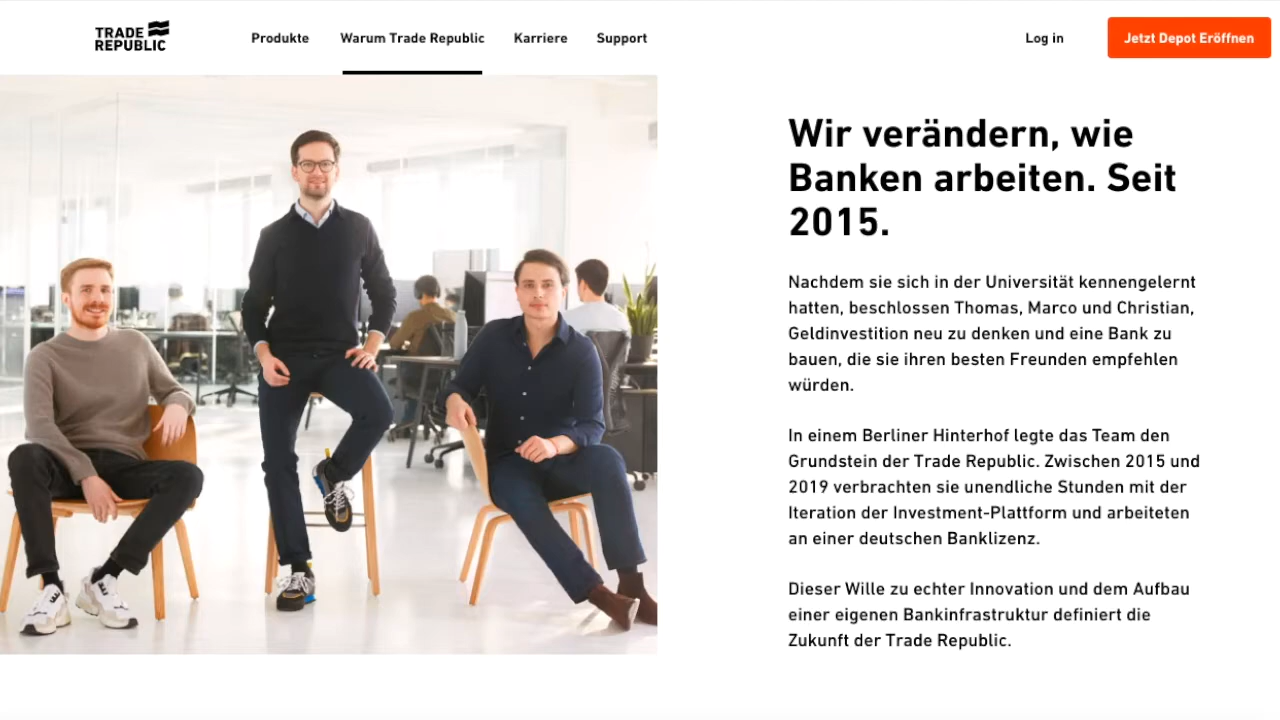 TRADE
REPUBLIC
Produkte
Warum Trade Republic
Karriere
Support
Log in
Jetzt Depot Eröffnen
Wir verändern, wie
Banken arbeiten. Seit
2015.
Nachdem sie sich in der Universität kennengelernt
hatten, beschlossen Thomas, Marco und Christian,
Geldinvestition neu zu denken und eine Bank zu
bauen, die sie ihren besten Freunden empfehlen
würden.
In einem Berliner Hinterhof legte das Team den
Grundstein der Trade Republic. Zwischen 2015 und
2019 verbrachten sie unendliche Stunden mit der
Iteration der Investment-Plattform und arbeiteten
an einer deutschen Banklizenz.
Dieser Wille zu echter Innovation und dem Aufbau
einer eigenen Bankinfrastruktur definiert die
Zukunft der Trade Republic.